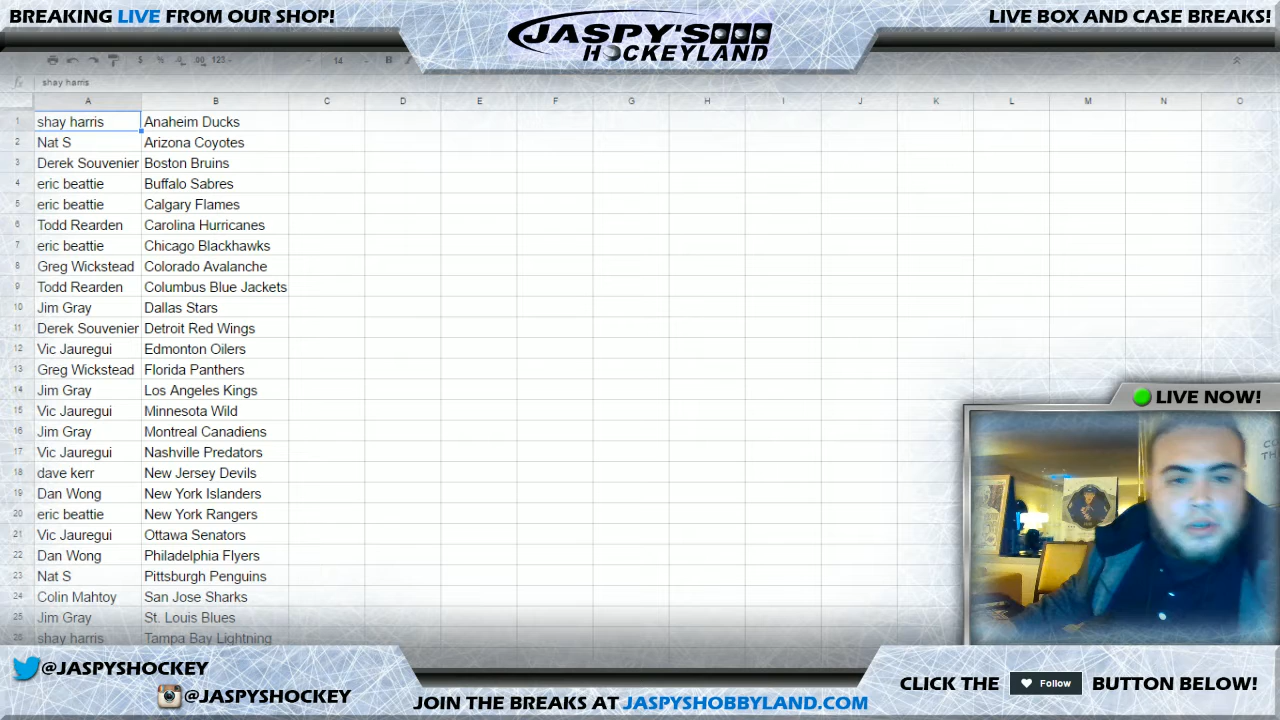 BREAKING LIVE FROM OUR SHOP!
JASPY'S
HOCKEYLAND
LIVE BOX AND CASE BREAKS!
$ % .0 .00 123 14 B I
fx shay harris
A B C D E F G H I J K L M N O
1 shay harris Anaheim Ducks
2 Nat S Arizona Coyotes
3 Derek Souvenier Boston Bruins
4 eric beattie Buffalo Sabres
5 eric beattie Calgary Flames
6 Todd Rearden Carolina Hurricanes
7 eric beattie Chicago Blackhawks
8 Greg Wickstead Colorado Avalanche
9 Todd Rearden Columbus Blue Jackets
10 Jim Gray Dallas Stars
11 Derek Souvenier Detroit Red Wings
12 Vic Jauregui Edmonton Oilers
13 Greg Wickstead Florida Panthers
14 Jim Gray Los Angeles Kings
15 Vic Jauregui Minnesota Wild
16 Jim Gray Montreal Canadiens
17 Vic Jauregui Nashville Predators
18 dave kerr New Jersey Devils
19 Dan Wong New York Islanders
20 eric beattie New York Rangers
21 Vic Jauregui Ottawa Senators
22 Dan Wong Philadelphia Flyers
23 Nat S Pittsburgh Penguins
24 Colin Mahtoy San Jose Sharks
25 Jim Gray St. Louis Blues
26 shay harris Tampa Bay Lightning
LIVE NOW!
@JASPYSHOCKEY
@JASPYSHOCKEY
JOIN THE BREAKS AT JASPYSHOBBYLAND.COM
CLICK THE Follow BUTTON BELOW!